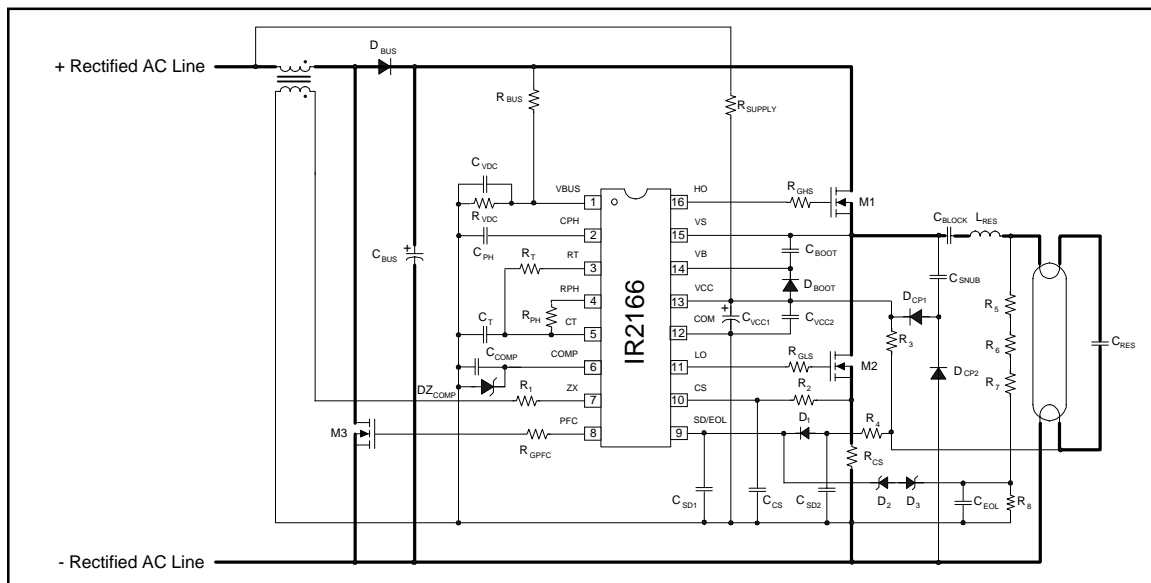 D BUS
+ Rectified AC Line
R BUS
R SUPPLY
C VDC
VBUS
HO
R GHS
1
16
M1
R VDC
CPH
VS
C BLOCK
L RES
2
15
C PH
C BOOT
C BUS
+
R T
RT
VB
3
14
C SNUB
D BOOT
RPH
VCC
4
13
D CP1
R 5
R PH
C T
CT
COM
+
C VCC1
C VCC2
5
12
R 3
R 6
C RES
C COMP
COMP
LO
R GLS
6
11
M2
D CP2
R 7
DZ COMP
R 1
ZX
CS
R 2
7
10
IR2166
M3
PFC
SD/EOL
D 1
R 4
8
9
R GPFC
R CS
C SD1
C CS
C SD2
D 2
D 3
C EOL
R 8
- Rectified AC Line